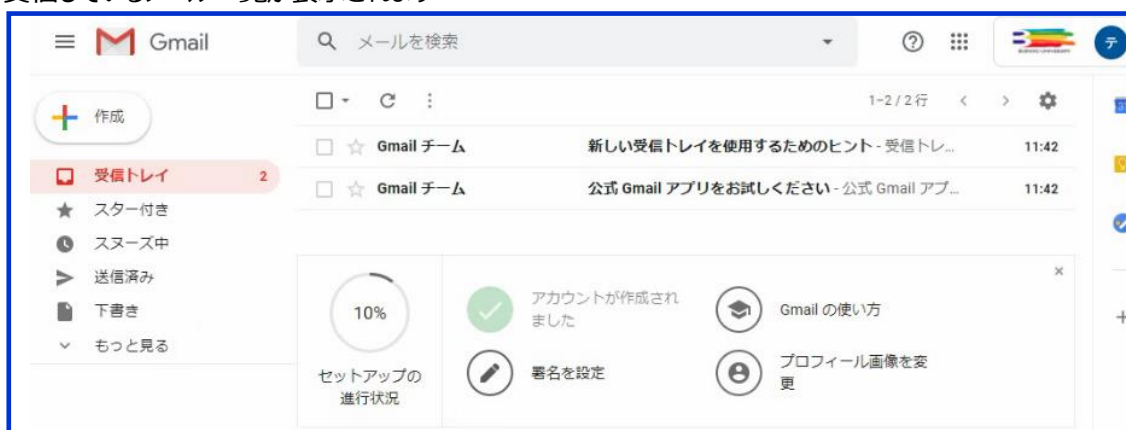 Gmail
メールを検索
テ
作成
1-2 / 2 行
受信トレイ 2
Gmail チーム 新しい受信トレイを使用するためのヒント - 受信トレ... 11:42
Gmail チーム 公式 Gmail アプリをお試しください - 公式 Gmail アプ... 11:42
スター付き
スヌーズ中
送信済み
下書き
もっと見る
10%
セットアップの
進行状況
アカウントが作成され
ました
Gmail の使い方
署名を設定
プロフィール画像を変
更